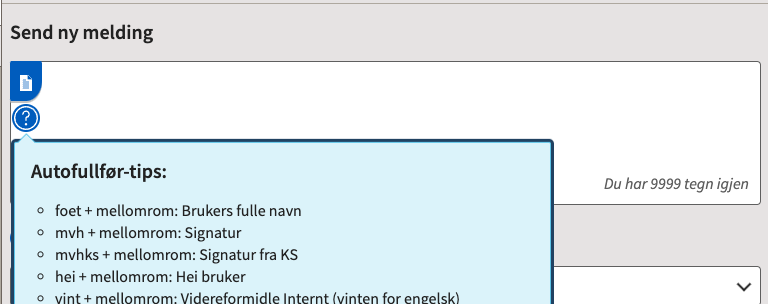 Send ny melding
?
Autofullfør-tips:
Du har 9999 tegn igjen
foet + mellomrom: Brukers fulle navn
mvh + mellomrom: Signatur
mvhks + mellomrom: Signatur fra KS
hei + mellomrom: Hei bruker
vint + mellomrom: Videreformidle Internt (vinten for engelsk)